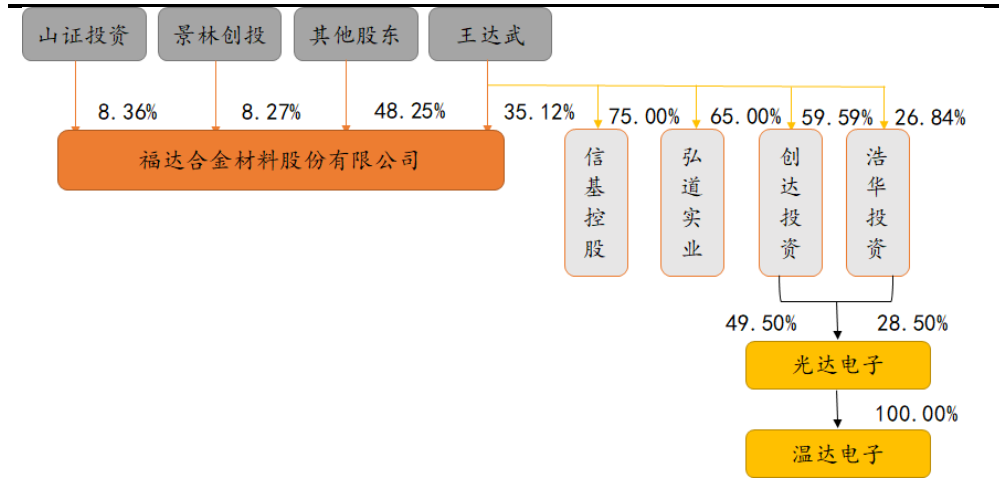 山证投资
景林创投
其他股东
王达武
8.36%
8.27%
48.25%
35.12%
75.00%
65.00%
59.59%
26.84%
福达合金材料股份有限公司
信基控股
弘道实业
创达投资
浩华投资
49.50%
28.50%
光达电子
100.00%
温达电子